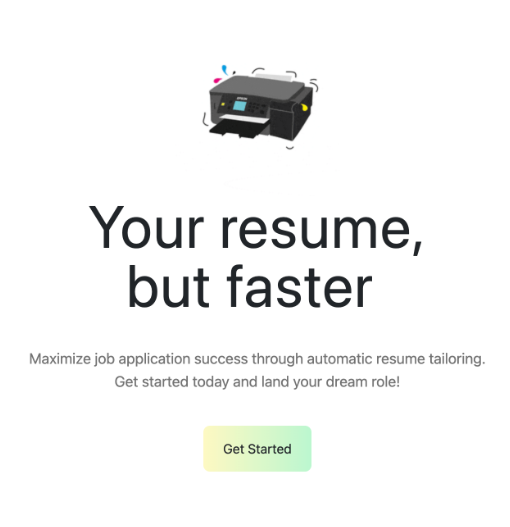 EPSON
Your resume,
but faster
Maximize job application success through automatic resume tailoring.
Get started today and land your dream role!
Get Started